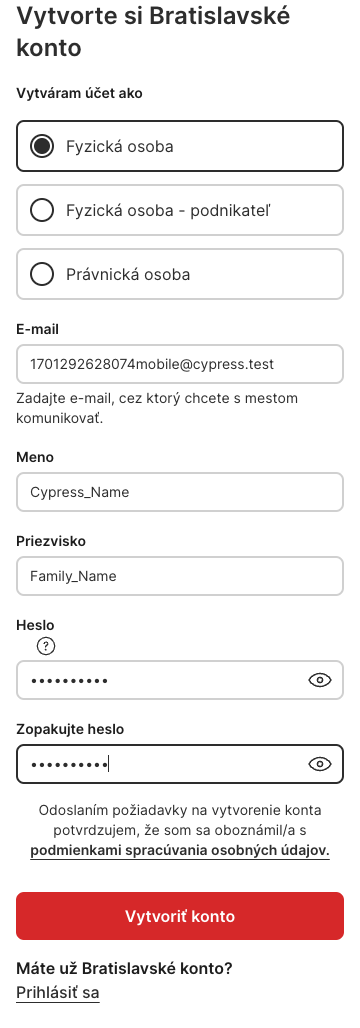 Vytvorte si Bratislavské
konto
Vytváram účet ako
Fyzická osoba
Fyzická osoba - podnikateľ
Právnická osoba
E-mail
1701292628074mobile@cypress.test
Zadajte e-mail, cez ktorý chcete s mestom
komunikovať.
Meno
Cypress_Name
Priezvisko
Family_Name
Heslo
?
••••••••••
Zopakujte heslo
••••••••••
Odoslaním požiadavky na vytvorenie konta
potvrdzujem, že som sa oboznámil/a s
podmienkami spracúvania osobných údajov.
Vytvoriť konto
Máte už Bratislavské konto?
Prihlásiť sa